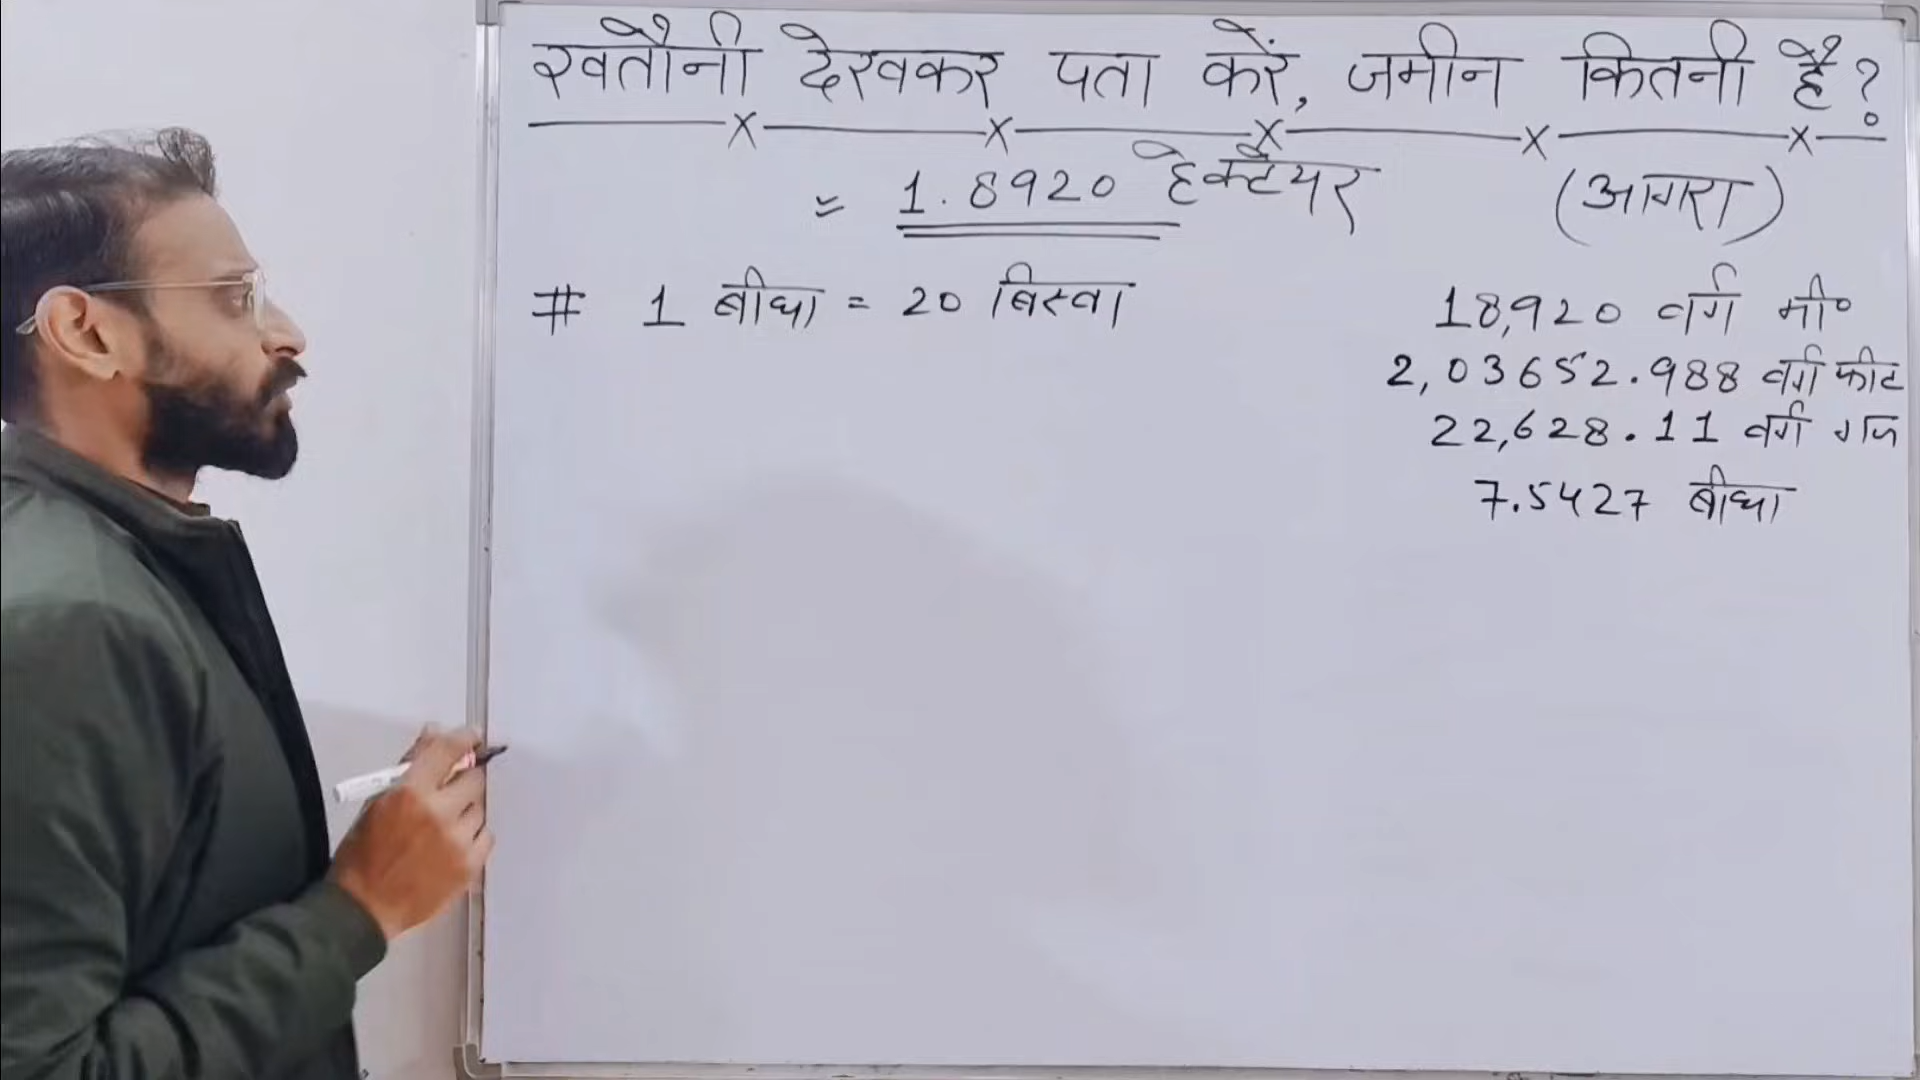 खतौनी देखकर पता करें, जमीन कितनी है?
= 1.8920 हेक्टेयर (आगरा)
# 1 बीघा = 20 बिस्वा
18,920 वर्ग मी०
2,03652.988 वर्ग फीट
22,628.11 वर्ग गज
7.5427 बीघा